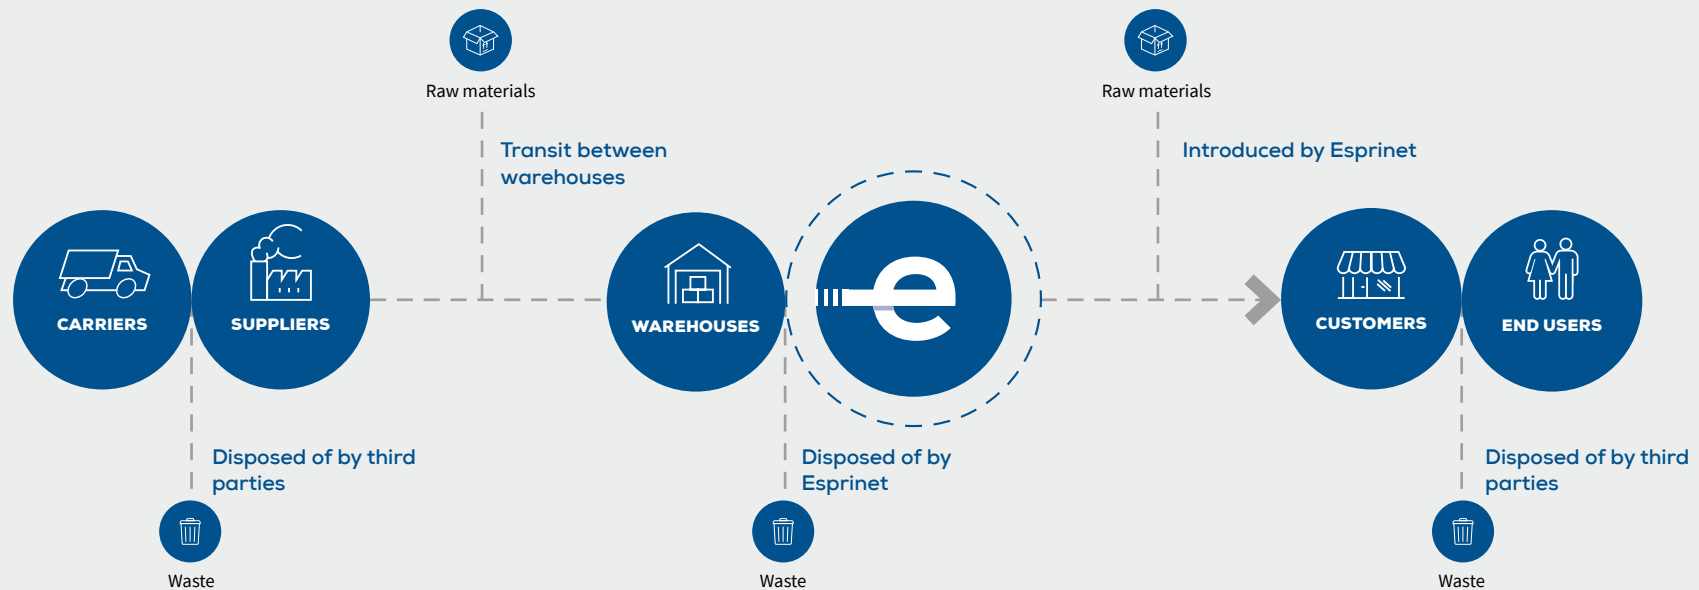 Raw materials
Raw materials
Transit between
warehouses
Introduced by Esprinet
CARRIERS
SUPPLIERS
WAREHOUSES
e
CUSTOMERS
END USERS
Disposed of by third
parties
Disposed of by
Esprinet
Disposed of by third
parties
Waste
Waste
Waste